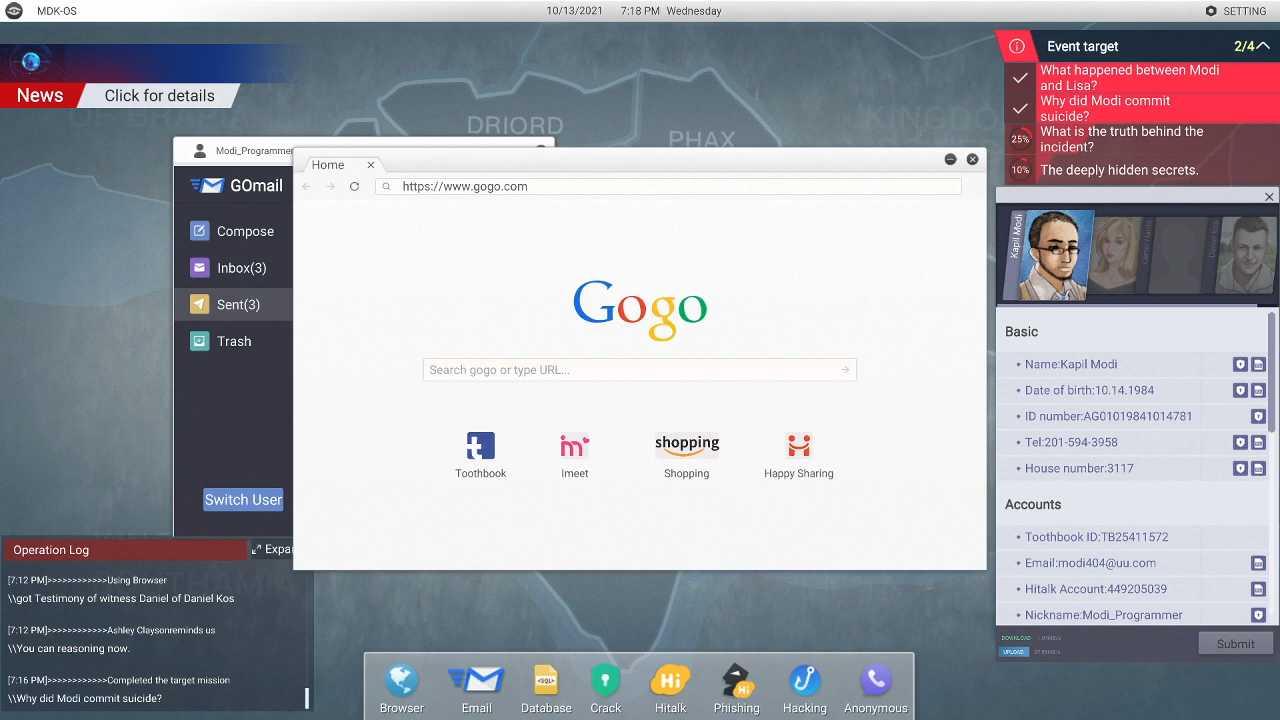 MDK-OS
10/13/2021 7:18 PM Wednesday
SETTING
News
Click for details
DRIORD
PHAX
Event target
2/4
What happened between Modi
and Lisa?
Why did Modi commit
suicide?
25%
What is the truth behind the
incident?
10%
The deeply hidden secrets.
Modi_Programmer
GOmail
Compose
Inbox(3)
Sent(3)
Trash
Switch User
Home
https://www.gogo.com
Gogo
Search gogo or type URL...
Toothbook
im
Imeet
shopping
Shopping
Happy Sharing
Kapil Modi
Basic
• Name:Kapil Modi
• Date of birth:10.14.1984
• ID number:AG01019841014781
• Tel:201-594-3958
• House number:3117
Accounts
• Toothbook ID:TB25411572
• Email:modi404@uu.com
• Hitalk Account:449205039
• Nickname:Modi_Programmer
DOWNLOAD
UPLOAD
Submit
Operation Log
Expa
[7:12 PM]>>>>>>>>>>>>Using Browser
\\got Testimony of witness Daniel of Daniel Kos
[7:12 PM]>>>>>>>>>>>>Ashley Claysonreminds us
\\You can reasoning now.
[7:16 PM]>>>>>>>>>>>>Completed the target mission
\\Why did Modi commit suicide?
Browser
Email
<SQL>
Database
Crack
Hi
Hitalk
Hi
Phishing
Hacking
Anonymous